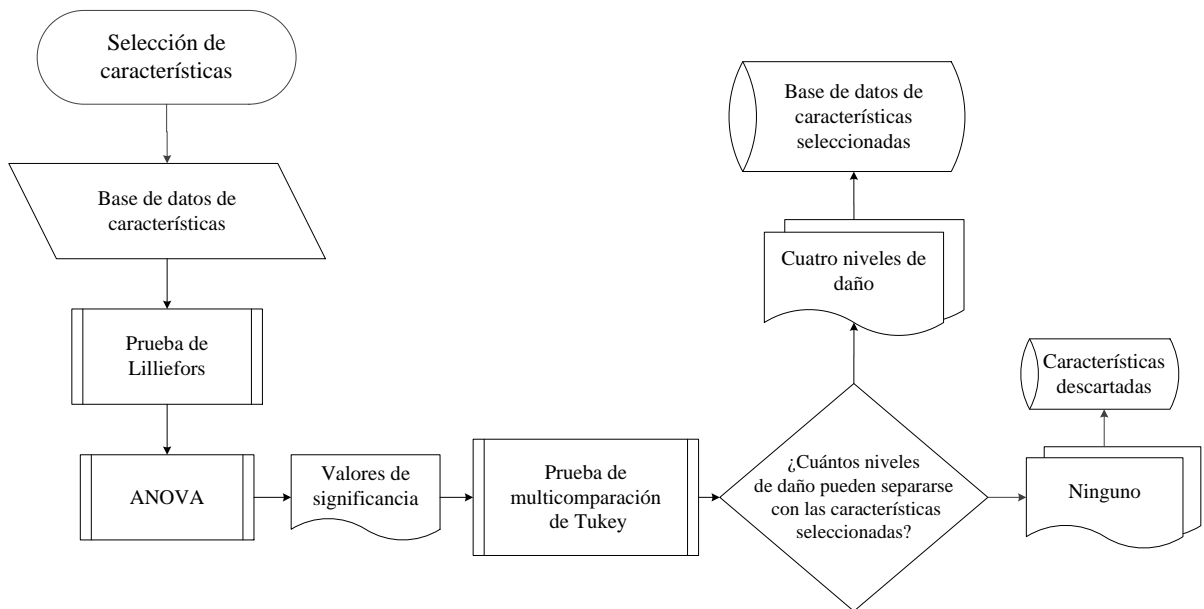 Selección de
características
Base de datos de
características
Prueba de
Lilliefors
ANOVA
Valores de
significancia
Prueba de
multicomparación
de Tukey
¿Cuántos niveles
de daño pueden separarse
con las características
seleccionadas?
Cuatro niveles de
daño
Base de datos de
características
seleccionadas
Ninguno
Características
descartadas